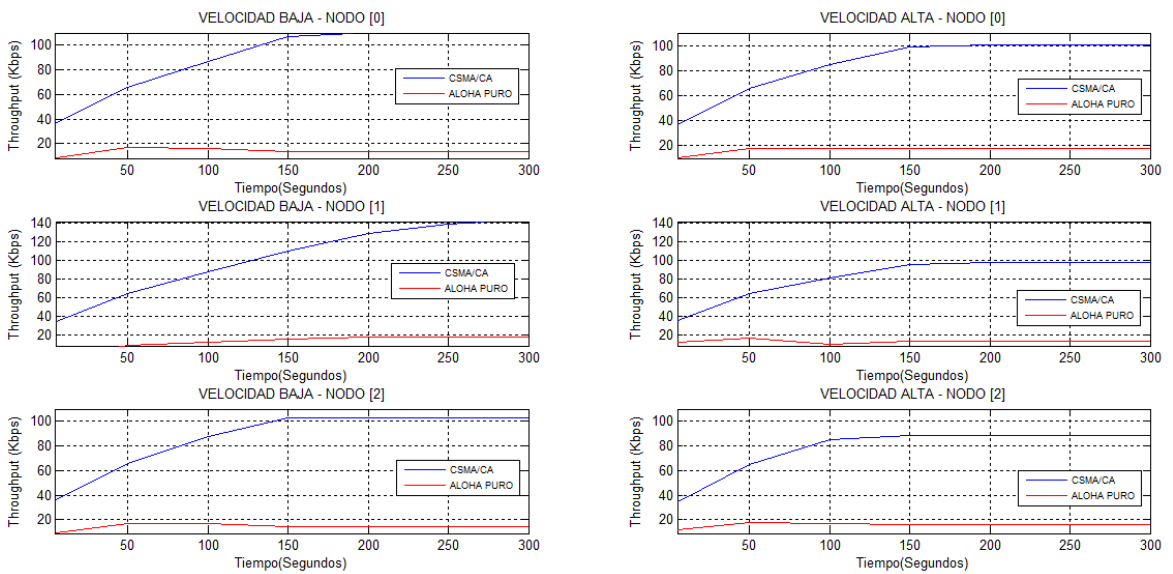 VELOCIDAD BAJA - NODO [0]
Throughput (Kbps)
100
80
60
40
20
CSMA/CA
ALOHA PURO
50 100 150 200 250 300
Tiempo(Segundos)
VELOCIDAD ALTA - NODO [0]
Throughput (Kbps)
100
80
60
40
20
CSMA/CA
ALOHA PURO
50 100 150 200 250 300
Tiempo(Segundos)
VELOCIDAD BAJA - NODO [1]
Throughput (Kbps)
140
120
100
80
60
40
20
CSMA/CA
ALOHA PURO
50 100 150 200 250 300
Tiempo(Segundos)
VELOCIDAD ALTA - NODO [1]
Throughput (Kbps)
140
120
100
80
60
40
20
CSMA/CA
ALOHA PURO
50 100 150 200 250 300
Tiempo(Segundos)
VELOCIDAD BAJA - NODO [2]
Throughput (Kbps)
100
80
60
40
20
CSMA/CA
ALOHA PURO
50 100 150 200 250 300
Tiempo(Segundos)
VELOCIDAD ALTA - NODO [2]
Throughput (Kbps)
100
80
60
40
20
CSMA/CA
ALOHA PURO
50 100 150 200 250 300
Tiempo(Segundos)